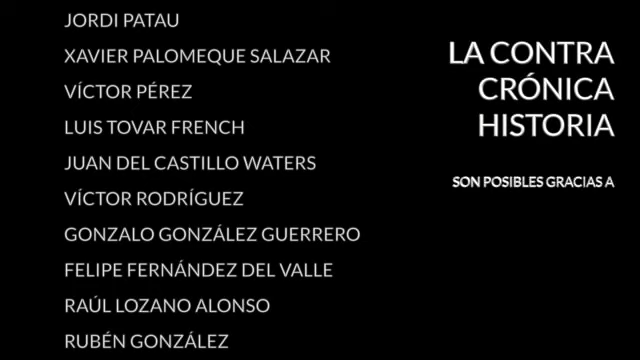 JORDI PATAU
XAVIER PALOMEQUE SALAZAR
VÍCTOR PÉREZ
LUIS TOVAR FRENCH
JUAN DEL CASTILLO WATERS
VÍCTOR RODRÍGUEZ
GONZALO GONZÁLEZ GUERRERO
FELIPE FERNÁNDEZ DEL VALLE
RAÚL LOZANO ALONSO
RUBÉN GONZÁLEZ
LA CONTRA
CRÓNICA
HISTORIA
SON POSIBLES GRACIAS A